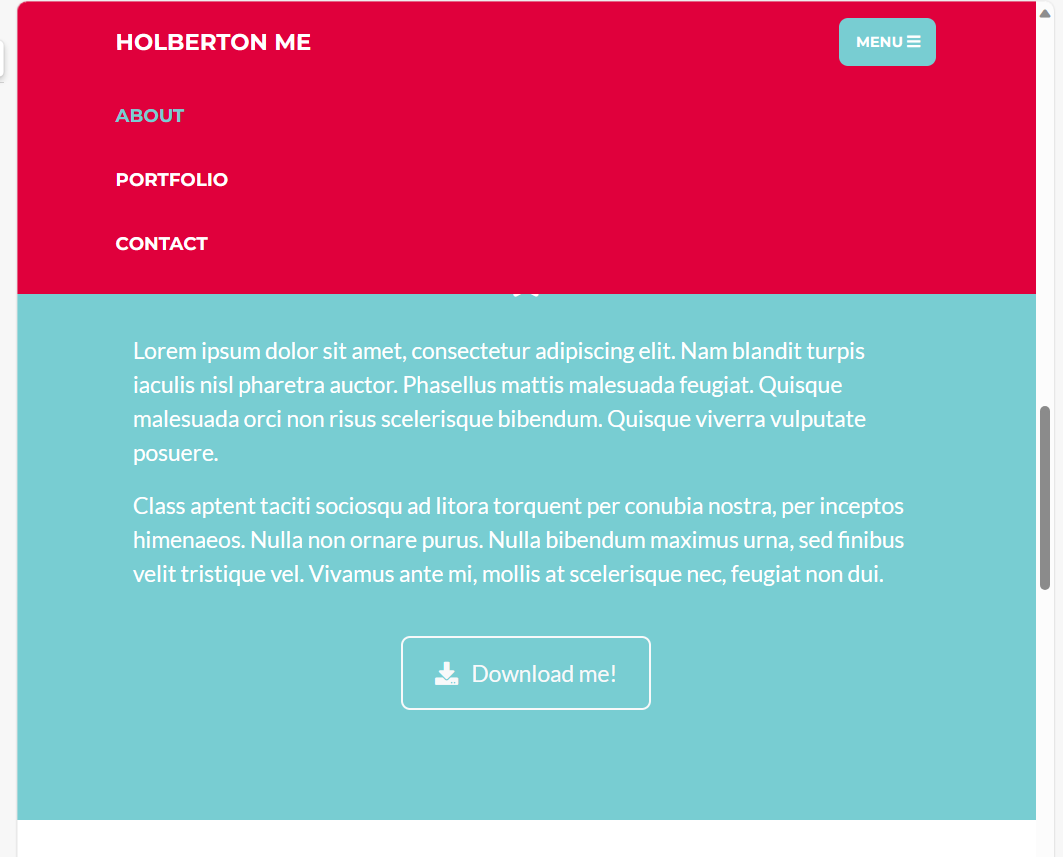 HOLBERTON ME
MENU
ABOUT
PORTFOLIO
CONTACT
Lorem ipsum dolor sit amet, consectetur adipiscing elit. Nam blandit turpis
iaculis nisl pharetra auctor. Phasellus mattis malesuada feugiat. Quisque
malesuada orci non risus scelerisque bibendum. Quisque viverra vulputate
posuere.
Class aptent taciti sociosqu ad litora torquent per conubia nostra, per inceptos
himenaeos. Nulla non ornare purus. Nulla bibendum maximus urna, sed finibus
velit tristique vel. Vivamus ante mi, mollis at scelerisque nec, feugiat non dui.
Download me!